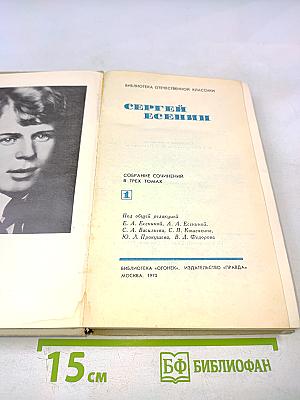 БИБЛИОТЕКА ОТЕЧЕСТВЕННОЙ КЛАССИКИ
СЕРГЕЙ
ЕСЕНИН
СОБРАНИЕ СОЧИНЕНИЙ
В ТРЕХ ТОМАХ
1
Под общей редакцией
Е. А. Есениной, А. А. Есениной,
С. А. Васильева, С. П. Кошечкина,
Ю. Л. Прокушева, В. Д. Федорова
БИБЛИОТЕКА «ОГОНЕК». ИЗДАТЕЛЬСТВО «ПРАВДА»
МОСКВА. 1970
15 см
БФ БИБЛИОФАН